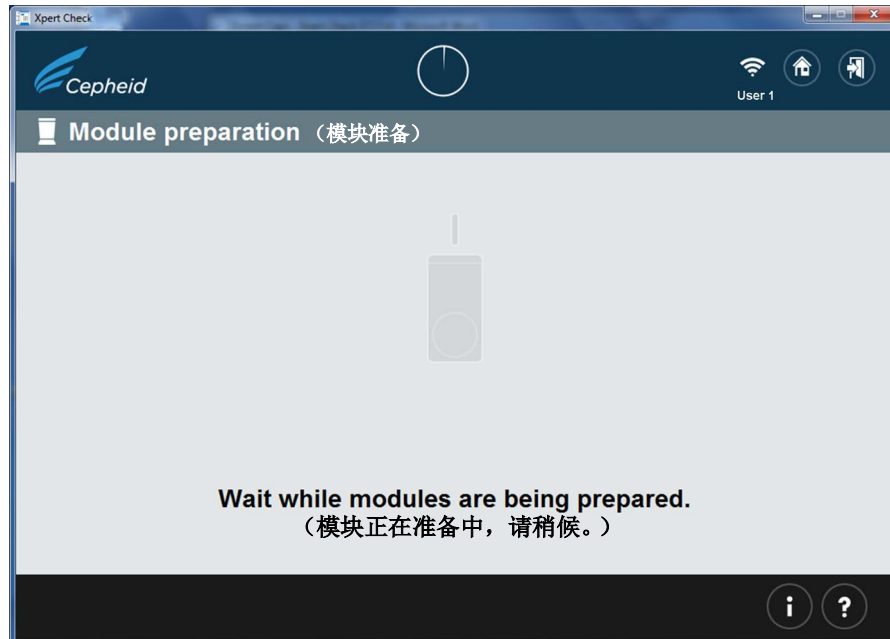 Xpert Check
Cepheid
User 1
Module preparation （模块准备）
Wait while modules are being prepared.
（模块正在准备中，请稍候。）
i ?